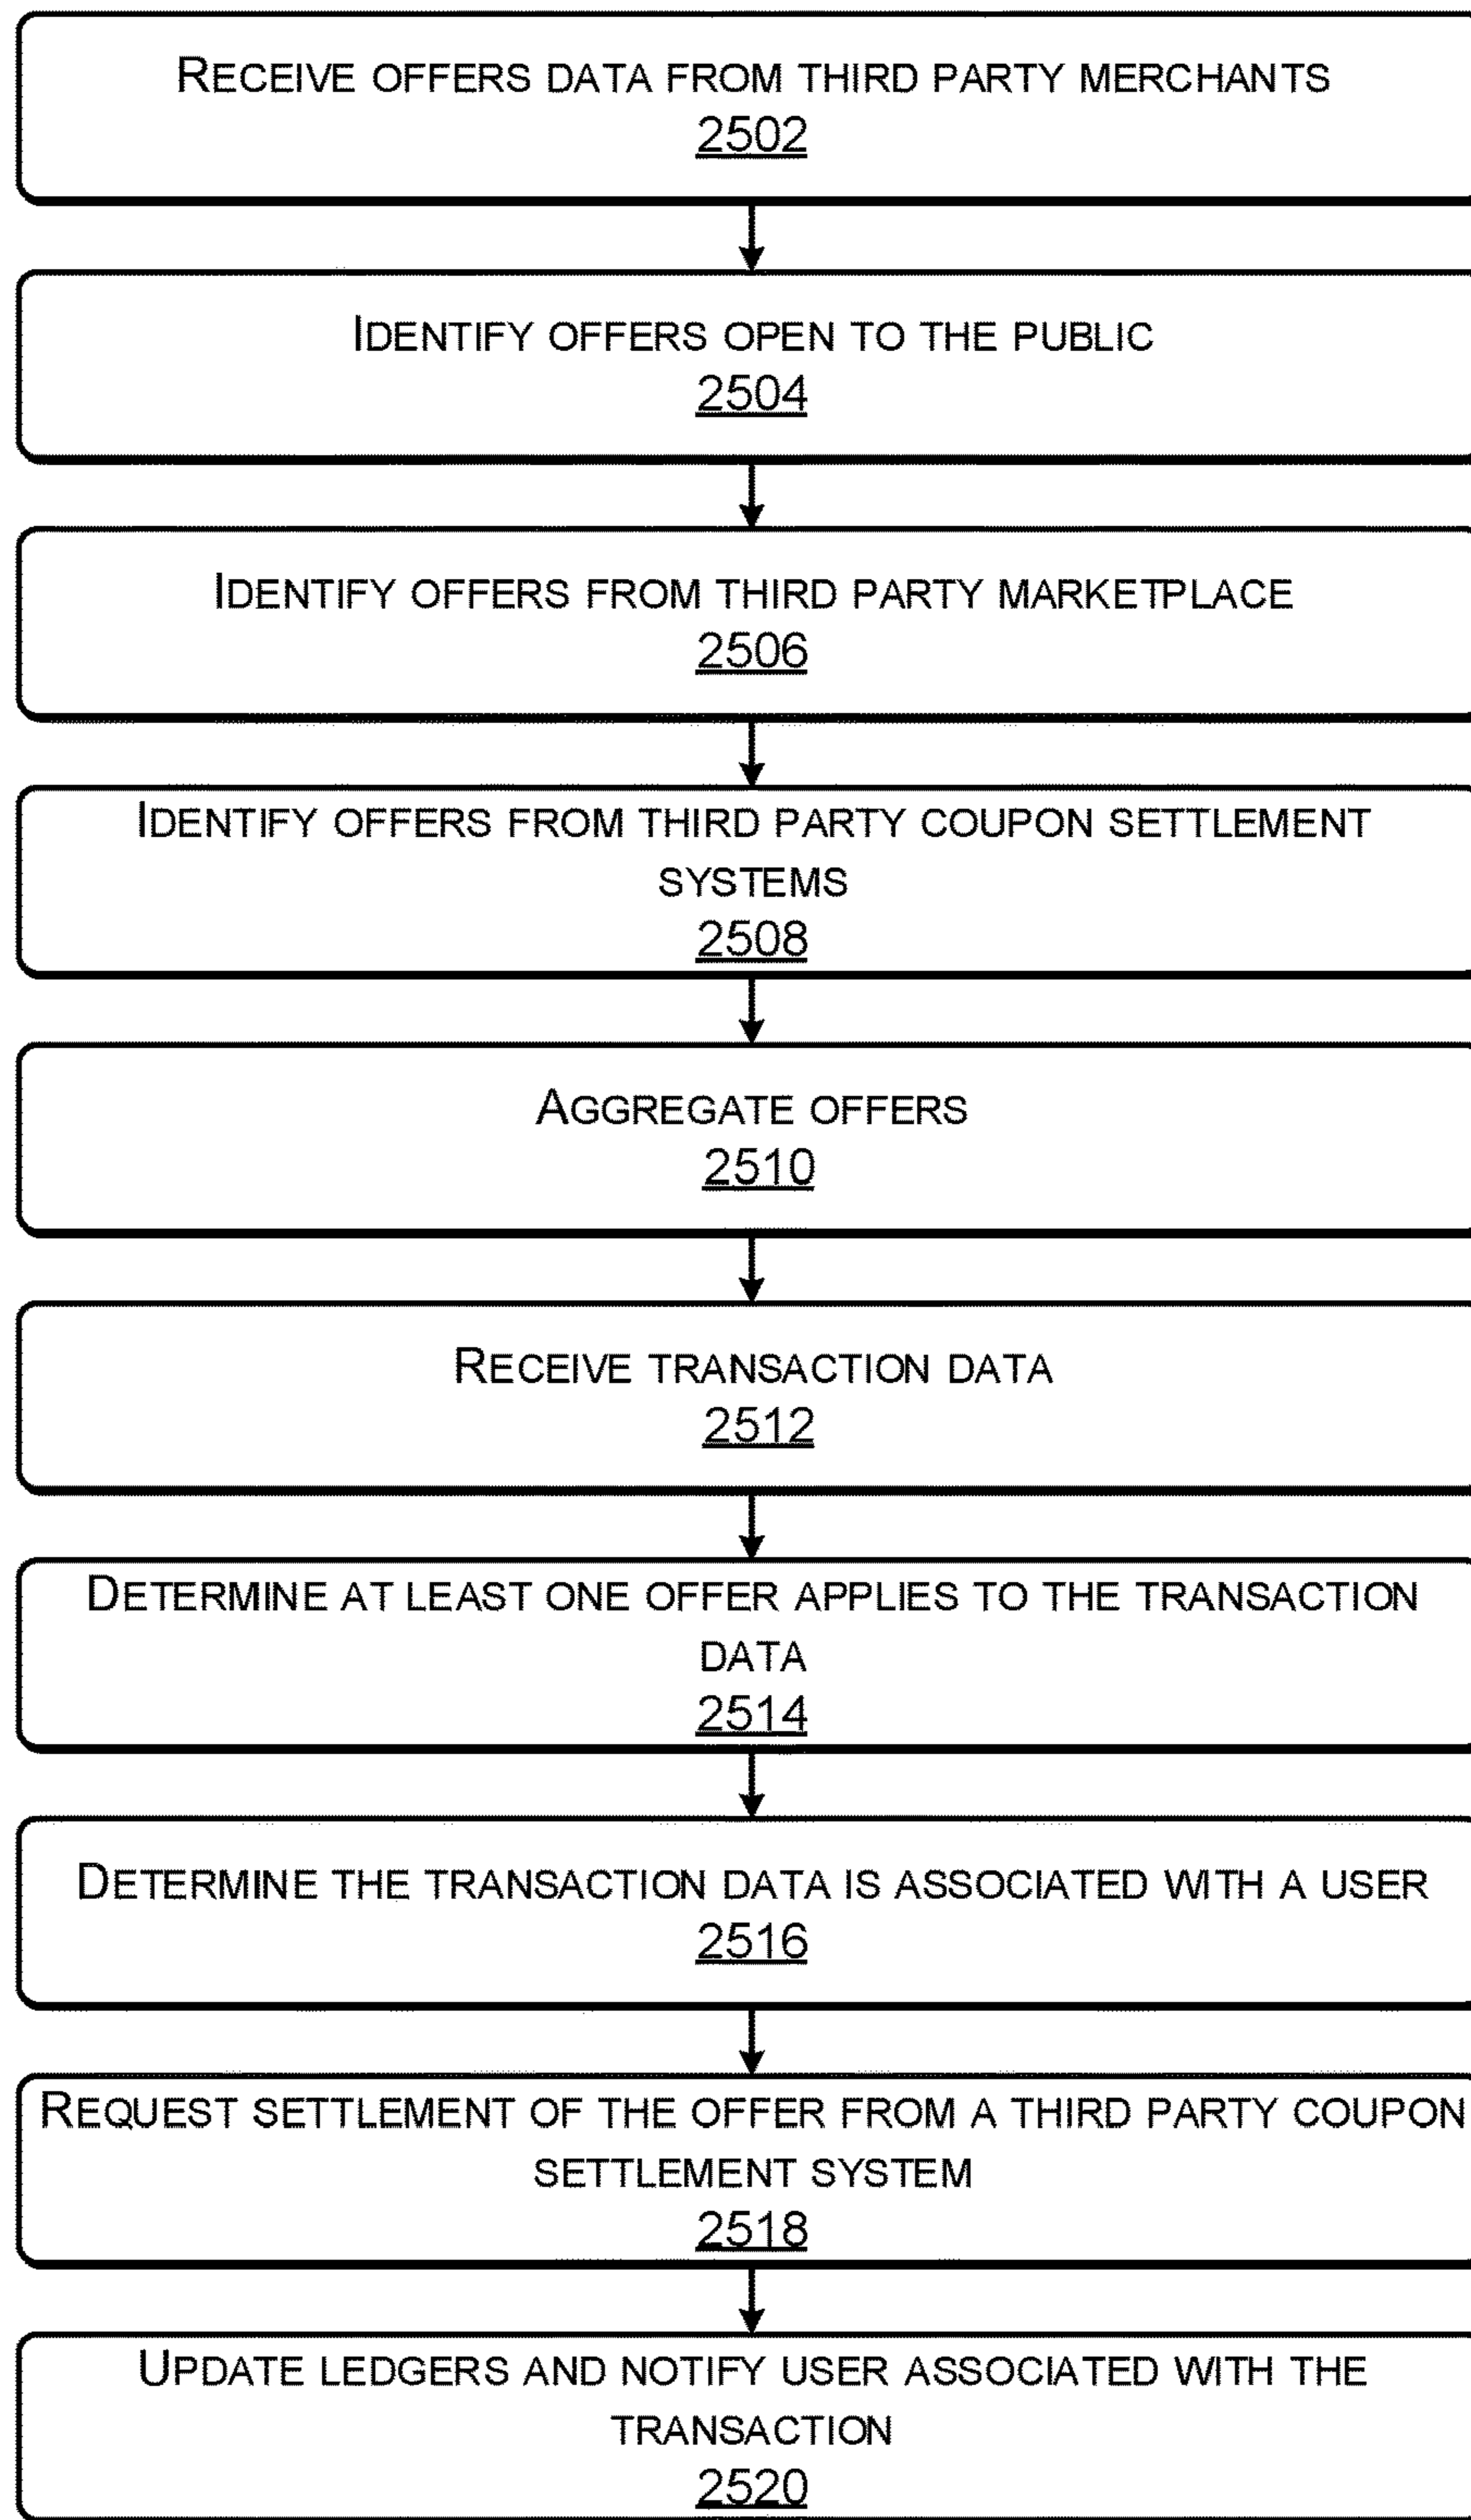 RECEIVE OFFERS DATA FROM THIRD PARTY MERCHANTS
2502
IDENTIFY OFFERS OPEN TO THE PUBLIC
2504
IDENTIFY OFFERS FROM THIRD PARTY MARKETPLACE
2506
IDENTIFY OFFERS FROM THIRD PARTY COUPON SETTLEMENT
SYSTEMS
2508
AGGREGATE OFFERS
2510
RECEIVE TRANSACTION DATA
2512
DETERMINE AT LEAST ONE OFFER APPLIES TO THE TRANSACTION
DATA
2514
DETERMINE THE TRANSACTION DATA IS ASSOCIATED WITH A USER
2516
REQUEST SETTLEMENT OF THE OFFER FROM A THIRD PARTY COUPON
SETTLEMENT SYSTEM
2518
UPDATE LEDGERS AND NOTIFY USER ASSOCIATED WITH THE
TRANSACTION
2520